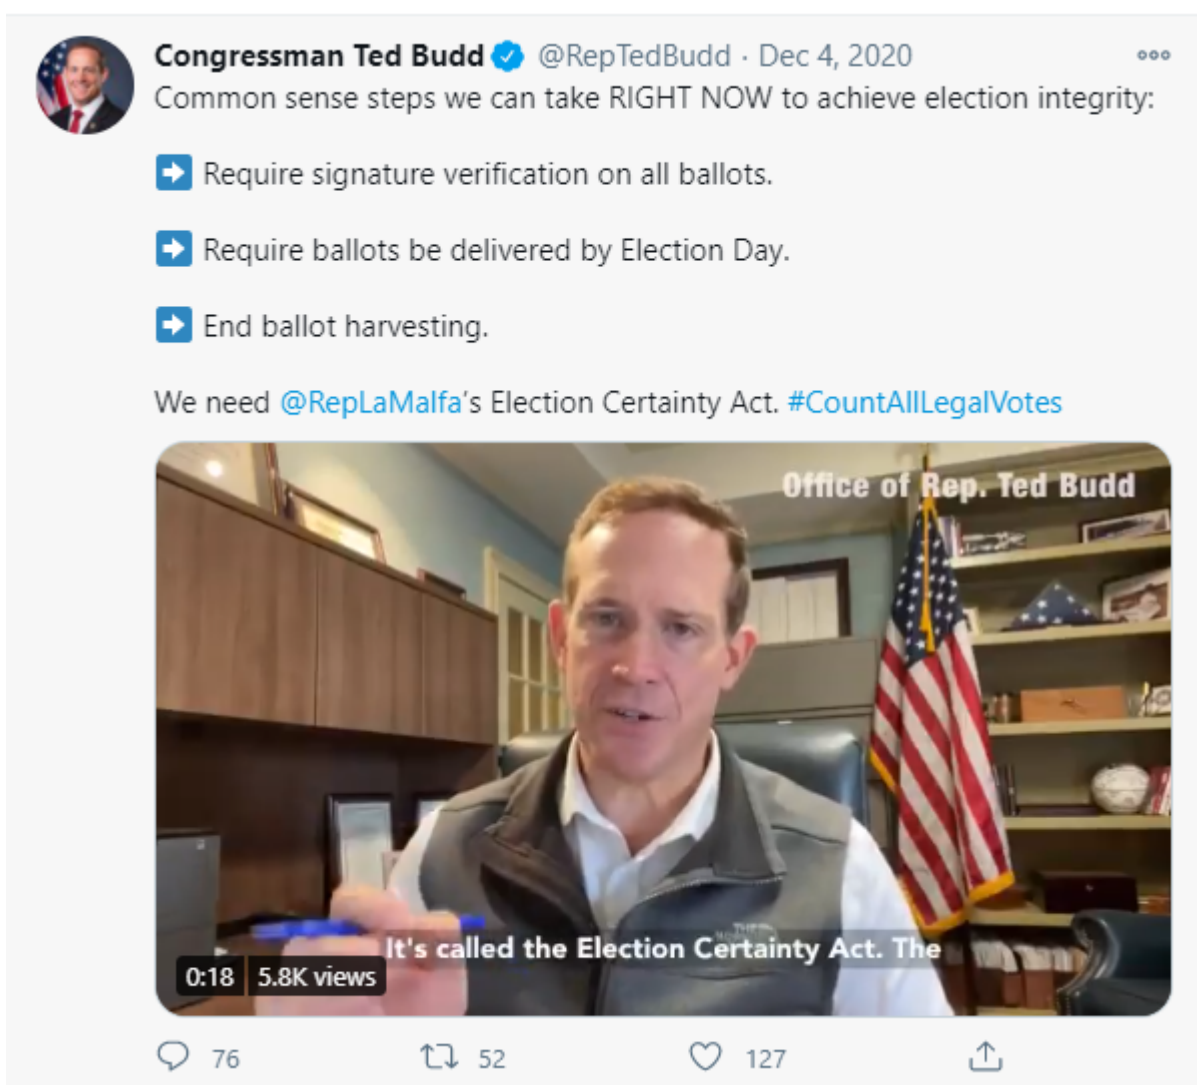 Congressman Ted Budd @RepTedBudd · Dec 4, 2020
Common sense steps we can take RIGHT NOW to achieve election integrity:
Require signature verification on all ballots.
Require ballots be delivered by Election Day.
End ballot harvesting.
We need @RepLaMalfa's Election Certainty Act. #CountAllLegalVotes
Office of Rep. Ted Budd
THE
It's called the Election Certainty Act. The
0:18 5.8K views
76 52 127